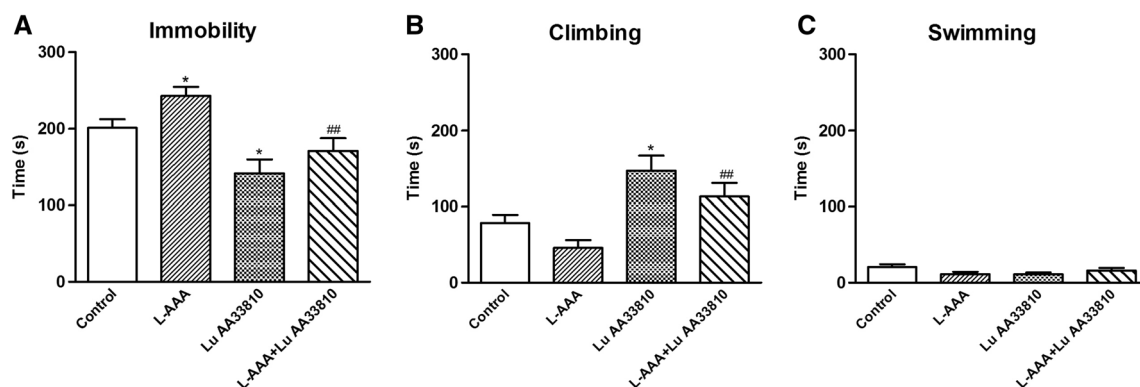 A
Immobility
300
200
100
0
Time (s)
*
*
##
Control
L-AAA
Lu AA33810
L-AAA+Lu AA33810
B
Climbing
300
200
100
0
Time (s)
*
##
Control
L-AAA
Lu AA33810
L-AAA+Lu AA33810
C
Swimming
300
200
100
0
Time (s)
Control
L-AAA
Lu AA33810
L-AAA+Lu AA33810